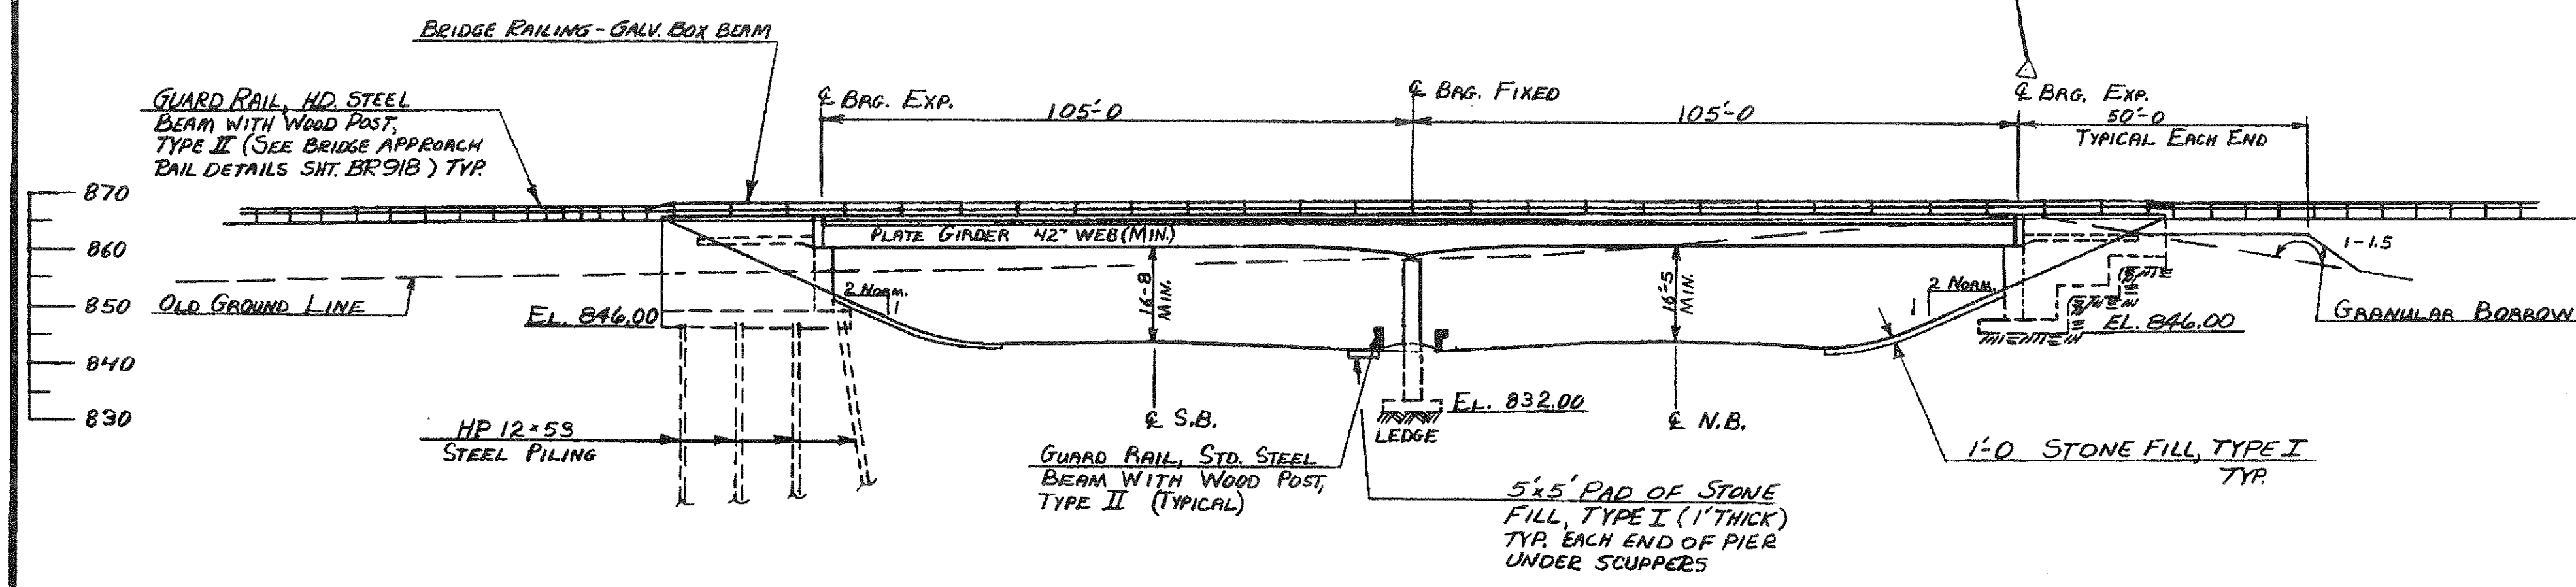 BRIDGE RAILING - GALV. BOX BEAM
GUARD RAIL, HD. STEEL
BEAM WITH WOOD POST,
TYPE II (SEE BRIDGE APPROACH
RAIL DETAILS SHT. BR918) TYP.
℄ BRG. EXP.
105'-0
℄ BRG. FIXED
105'-0
℄ BRG. EXP.
50'-0
TYPICAL EACH END
870
860
850
840
830
PLATE GIRDER 42" WEB (MIN.)
1-1.5
OLD GROUND LINE
EL. 846.00
2 NORM.
1
16'-8
MIN.
16'-5
MIN.
2 NORM.
1
EL. 846.00
GRANULAR BORROW
HP 12×53
STEEL PILING
℄ S.B.
EL. 832.00
LEDGE
℄ N.B.
GUARD RAIL, STD. STEEL
BEAM WITH WOOD POST,
TYPE II (TYPICAL)
5'x5' PAD OF STONE
FILL, TYPE I (1' THICK)
TYP. EACH END OF PIER
UNDER SCUPPERS
1'-0 STONE FILL, TYPE I
TYP.